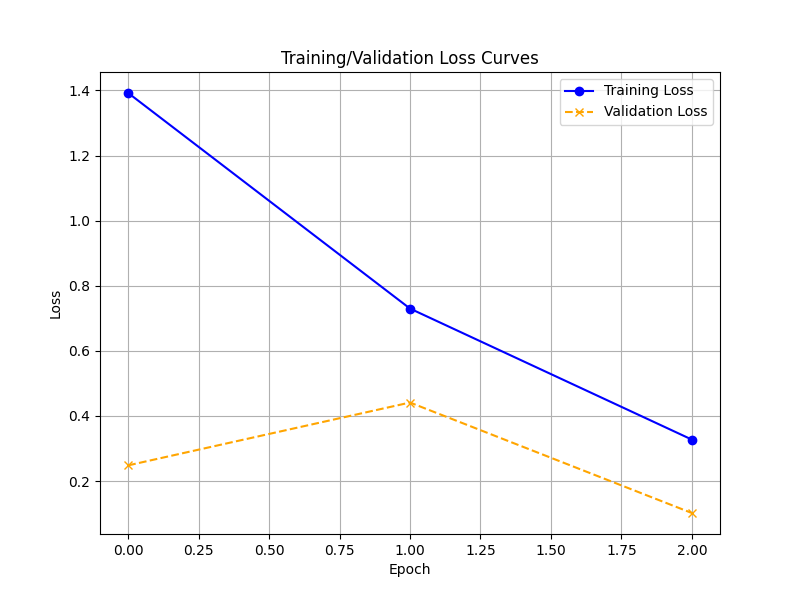 Training/Validation Loss Curves
Training Loss
Validation Loss
Loss
1.4
1.2
1.0
0.8
0.6
0.4
0.2
0.00 0.25 0.50 0.75 1.00 1.25 1.50 1.75 2.00
Epoch